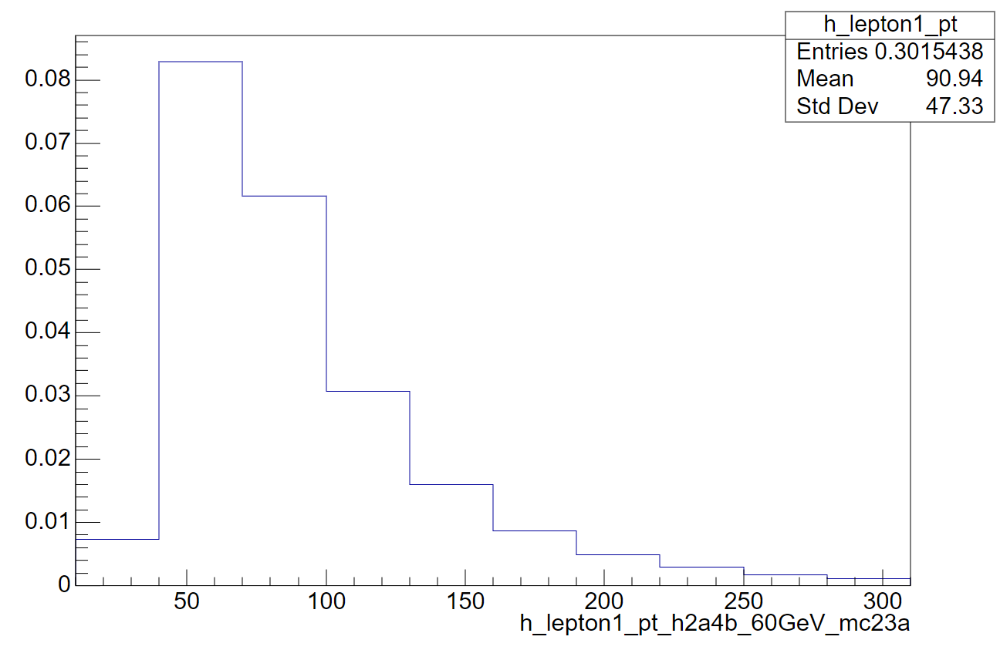 h_lepton1_pt
Entries 0.3015438
Mean 90.94
Std Dev 47.33
0.08
0.07
0.06
0.05
0.04
0.03
0.02
0.01
0
50 100 150 200 250 300
h_lepton1_pt_h2a4b_60GeV_mc23a